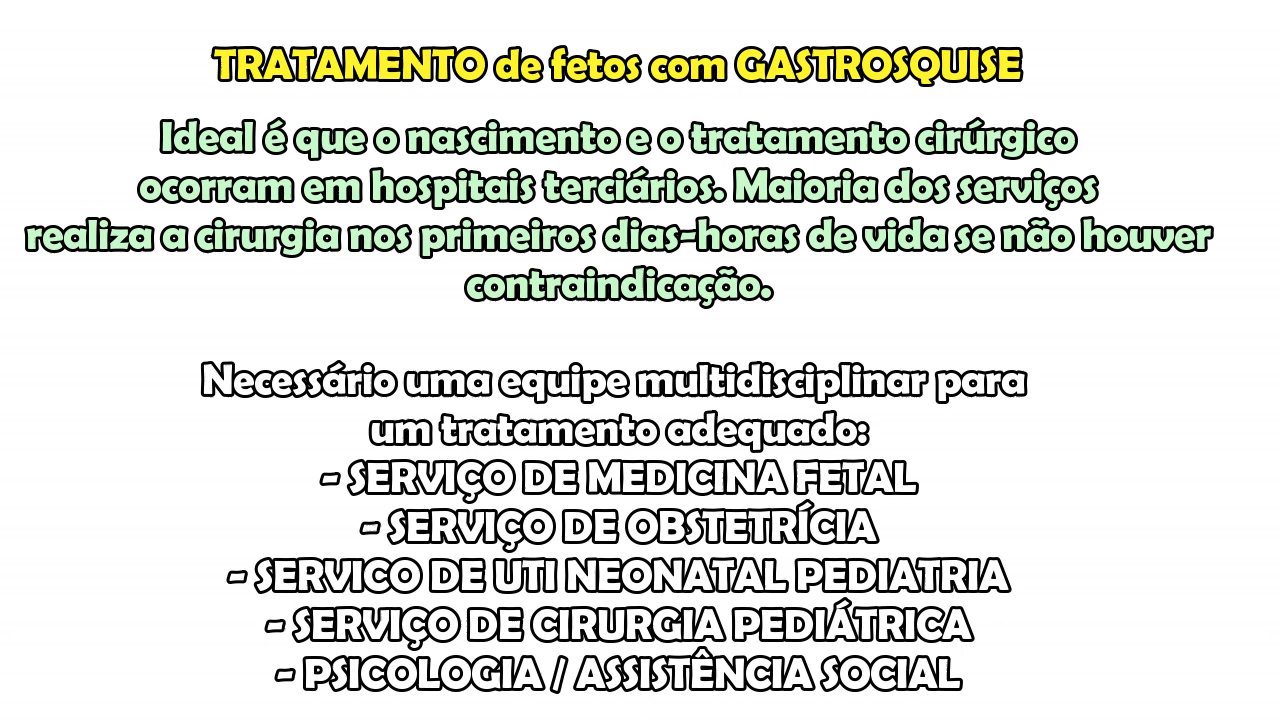 TRATAMENTO de fetos com GASTROSQUISE
Ideal é que o nascimento e o tratamento cirúrgico
ocorram em hospitais terciários. Maioria dos serviços
realiza a cirurgia nos primeiros dias-horas de vida se não houver
contraindicação.
Necessário uma equipe multidisciplinar para
um tratamento adequado:
- SERVIÇO DE MEDICINA FETAL
- SERVIÇO DE OBSTETRÍCIA
- SERVICO DE UTI NEONATAL PEDIATRIA
- SERVIÇO DE CIRURGIA PEDIÁTRICA
- PSICOLOGIA / ASSISTÊNCIA SOCIAL